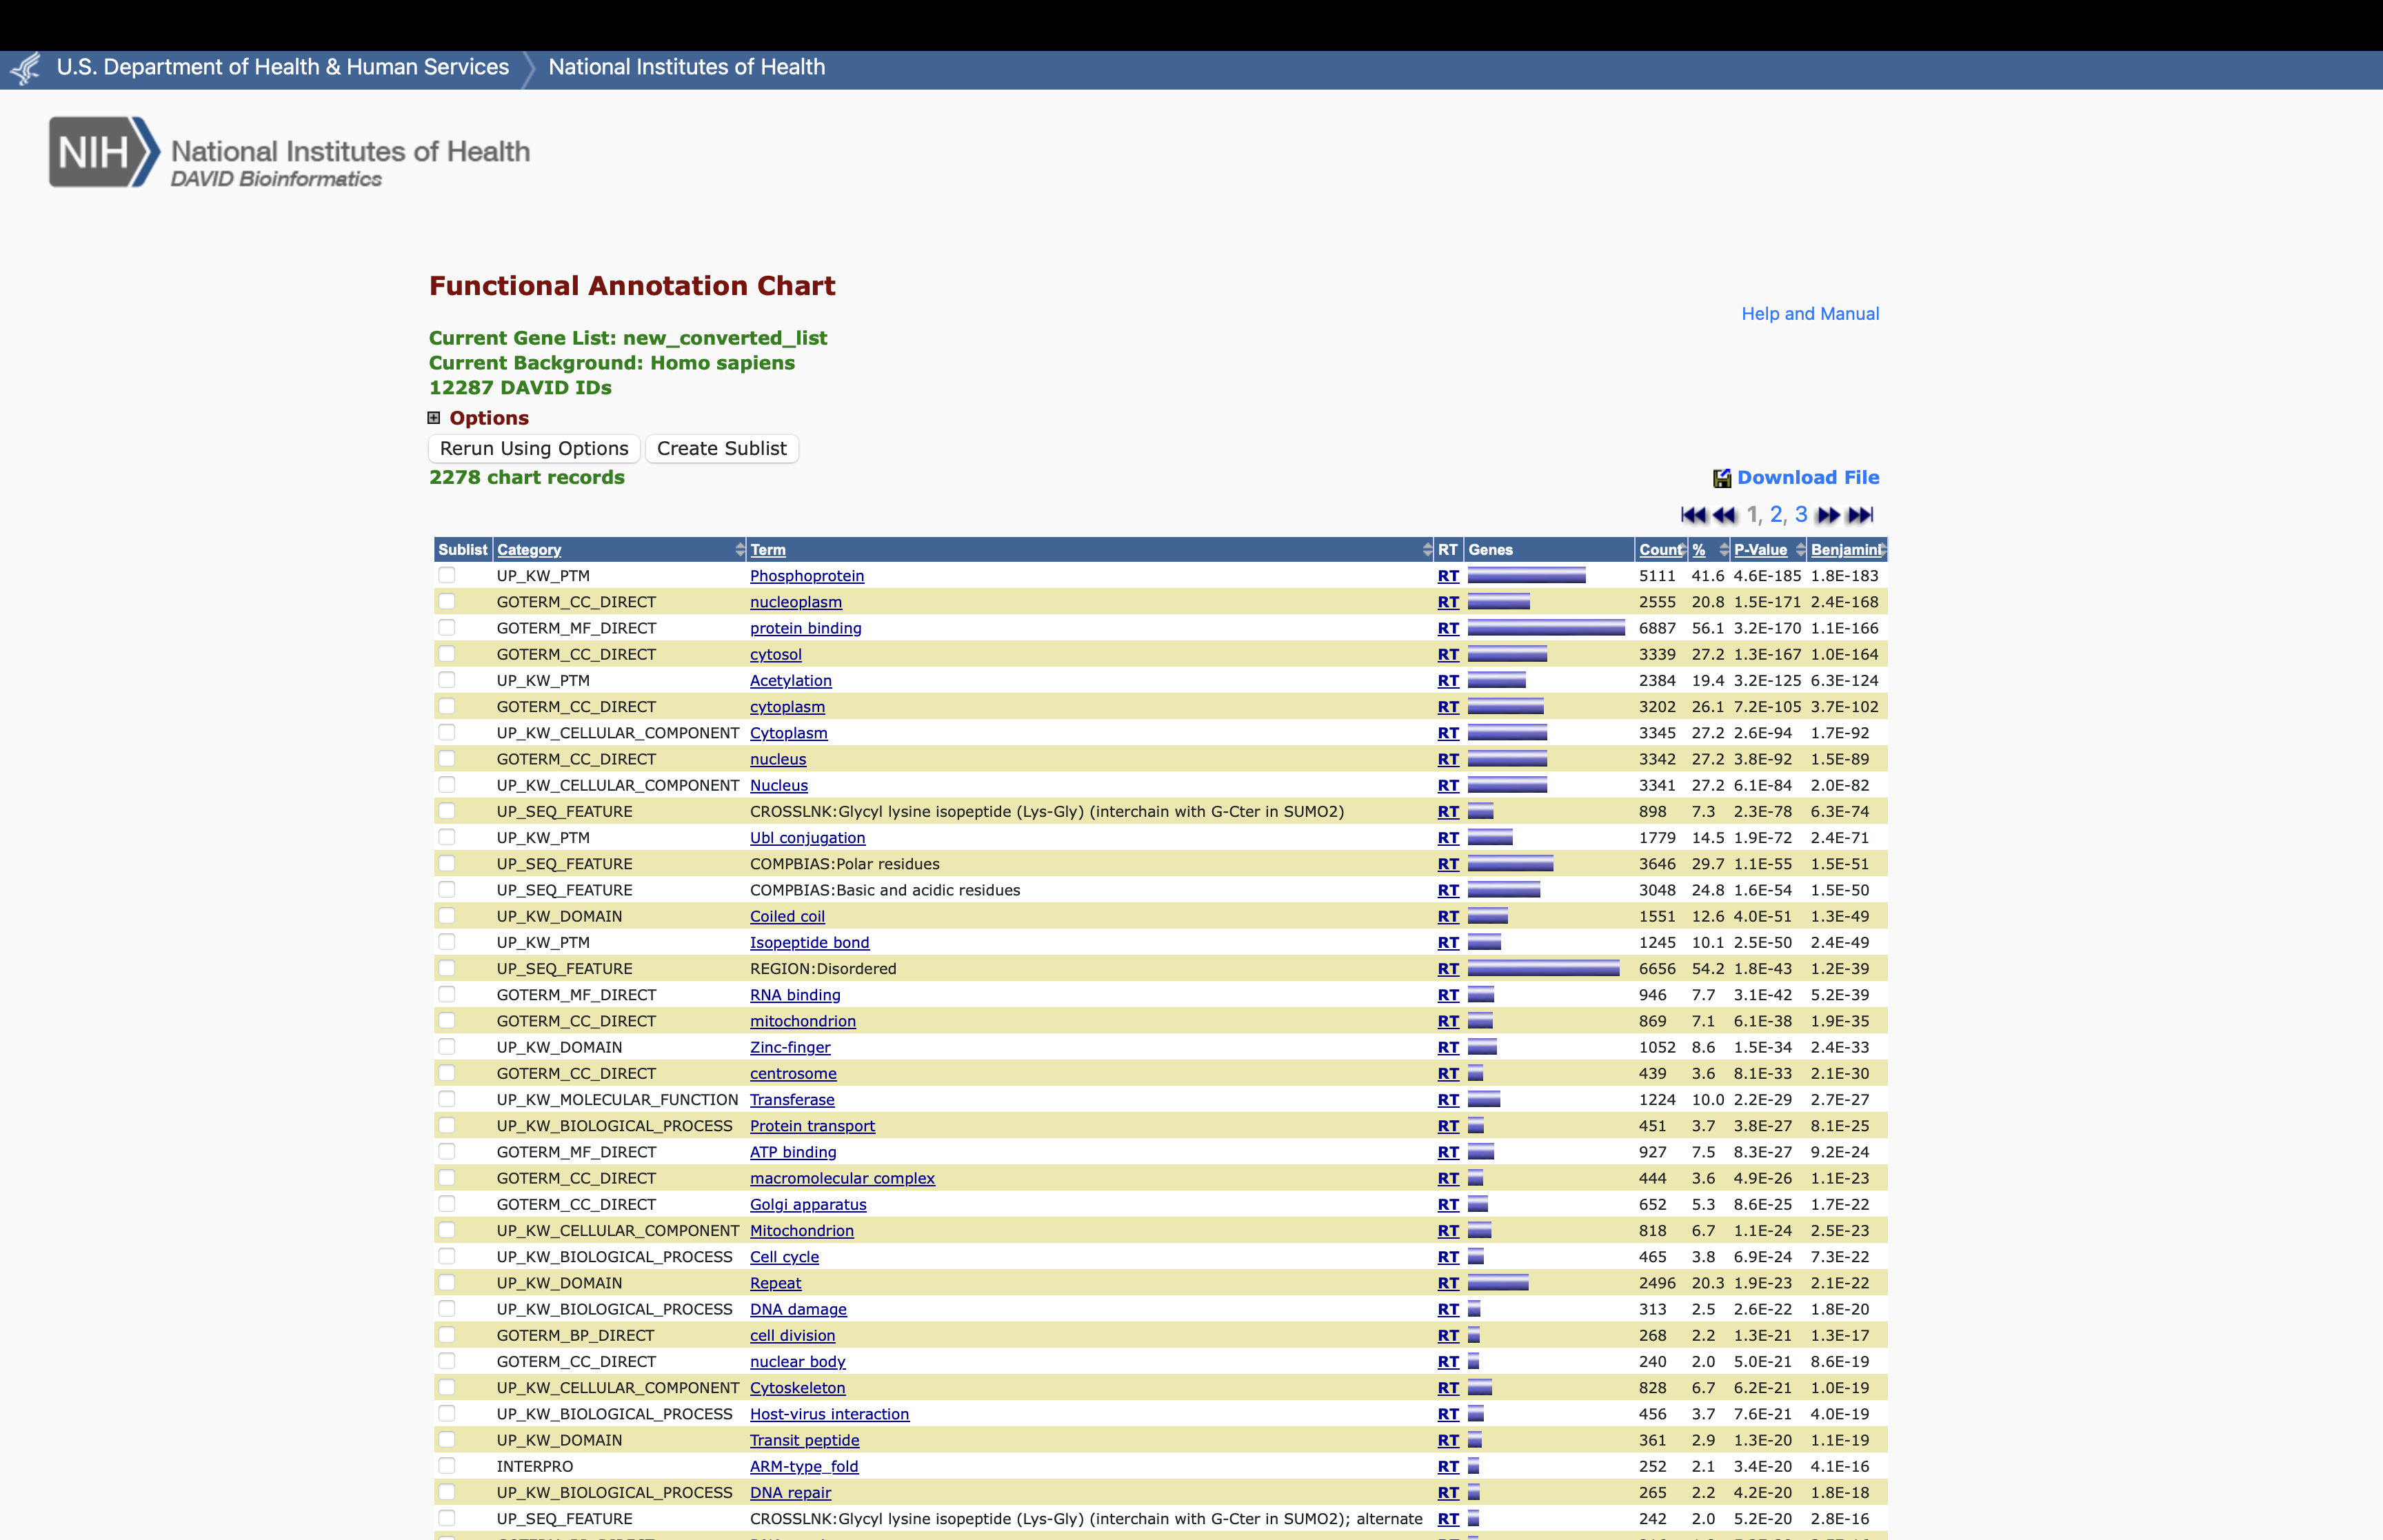 U.S. Department of Health & Human Services National Institutes of Health
NIH National Institutes of Health
DAVID Bioinformatics
Functional Annotation Chart
Help and Manual
Current Gene List: new_converted_list
Current Background: Homo sapiens
12287 DAVID IDs
Options
Rerun Using Options Create Sublist
2278 chart records Download File
1, 2, 3
Sublist Category Term RT Genes Count % P-Value Benjamini
UP_KW_PTM Phosphoprotein RT 5111 41.6 4.6E-185 1.8E-183
GOTERM_CC_DIRECT nucleoplasm RT 2555 20.8 1.5E-171 2.4E-168
GOTERM_MF_DIRECT protein binding RT 6887 56.1 3.2E-170 1.1E-166
GOTERM_CC_DIRECT cytosol RT 3339 27.2 1.3E-167 1.0E-164
UP_KW_PTM Acetylation RT 2384 19.4 3.2E-125 6.3E-124
GOTERM_CC_DIRECT cytoplasm RT 3202 26.1 7.2E-105 3.7E-102
UP_KW_CELLULAR_COMPONENT Cytoplasm RT 3345 27.2 2.6E-94 1.7E-92
GOTERM_CC_DIRECT nucleus RT 3342 27.2 3.8E-92 1.5E-89
UP_KW_CELLULAR_COMPONENT Nucleus RT 3341 27.2 6.1E-84 2.0E-82
UP_SEQ_FEATURE CROSSLNK:Glycyl lysine isopeptide (Lys-Gly) (interchain with G-Cter in SUMO2) RT 898 7.3 2.3E-78 6.3E-74
UP_KW_PTM Ubl conjugation RT 1779 14.5 1.9E-72 2.4E-71
UP_SEQ_FEATURE COMPBIAS:Polar residues RT 3646 29.7 1.1E-55 1.5E-51
UP_SEQ_FEATURE COMPBIAS:Basic and acidic residues RT 3048 24.8 1.6E-54 1.5E-50
UP_KW_DOMAIN Coiled coil RT 1551 12.6 4.0E-51 1.3E-49
UP_KW_PTM Isopeptide bond RT 1245 10.1 2.5E-50 2.4E-49
UP_SEQ_FEATURE REGION:Disordered RT 6656 54.2 1.8E-43 1.2E-39
GOTERM_MF_DIRECT RNA binding RT 946 7.7 3.1E-42 5.2E-39
GOTERM_CC_DIRECT mitochondrion RT 869 7.1 6.1E-38 1.9E-35
UP_KW_DOMAIN Zinc-finger RT 1052 8.6 1.5E-34 2.4E-33
GOTERM_CC_DIRECT centrosome RT 439 3.6 8.1E-33 2.1E-30
UP_KW_MOLECULAR_FUNCTION Transferase RT 1224 10.0 2.2E-29 2.7E-27
UP_KW_BIOLOGICAL_PROCESS Protein transport RT 451 3.7 3.8E-27 8.1E-25
GOTERM_MF_DIRECT ATP binding RT 927 7.5 8.3E-27 9.2E-24
GOTERM_CC_DIRECT macromolecular complex RT 444 3.6 4.9E-26 1.1E-23
GOTERM_CC_DIRECT Golgi apparatus RT 652 5.3 8.6E-25 1.7E-22
UP_KW_CELLULAR_COMPONENT Mitochondrion RT 818 6.7 1.1E-24 2.5E-23
UP_KW_BIOLOGICAL_PROCESS Cell cycle RT 465 3.8 6.9E-24 7.3E-22
UP_KW_DOMAIN Repeat RT 2496 20.3 1.9E-23 2.1E-22
UP_KW_BIOLOGICAL_PROCESS DNA damage RT 313 2.5 2.6E-22 1.8E-20
GOTERM_BP_DIRECT cell division RT 268 2.2 1.3E-21 1.3E-17
GOTERM_CC_DIRECT nuclear body RT 240 2.0 5.0E-21 8.6E-19
UP_KW_CELLULAR_COMPONENT Cytoskeleton RT 828 6.7 6.2E-21 1.0E-19
UP_KW_BIOLOGICAL_PROCESS Host-virus interaction RT 456 3.7 7.6E-21 4.0E-19
UP_KW_DOMAIN Transit peptide RT 361 2.9 1.3E-20 1.1E-19
INTERPRO ARM-type_fold RT 252 2.1 3.4E-20 4.1E-16
UP_KW_BIOLOGICAL_PROCESS DNA repair RT 265 2.2 4.2E-20 1.8E-18
UP_SEQ_FEATURE CROSSLNK:Glycyl lysine isopeptide (Lys-Gly) (interchain with G-Cter in SUMO2); alternate RT 242 2.0 5.2E-20 2.8E-16